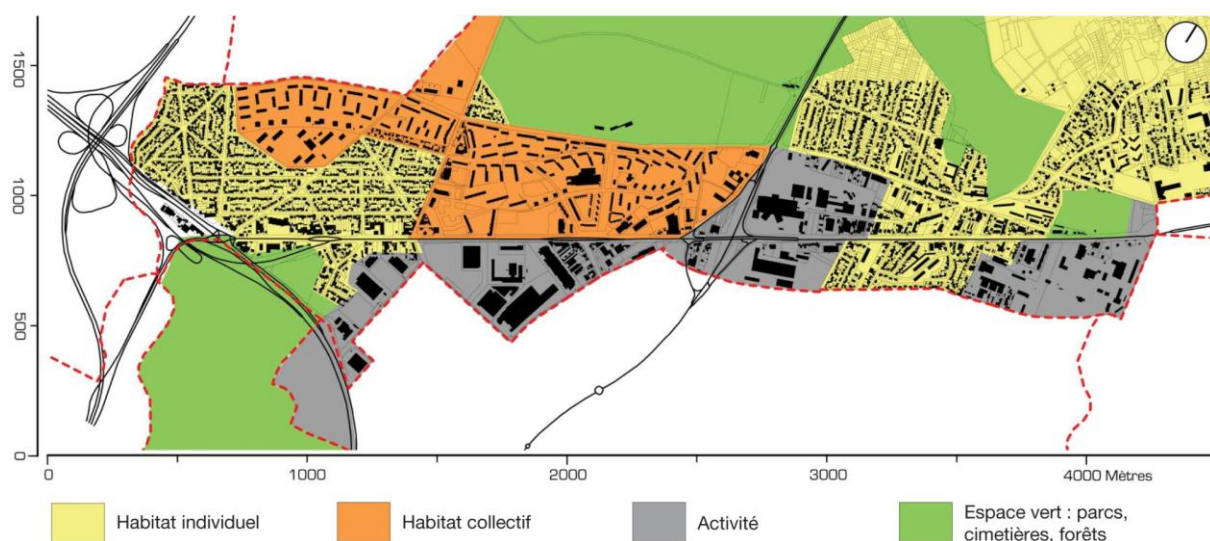 1500
1000
500
0
0
1000
2000
3000
4000 Mètres
Habitat individuel
Habitat collectif
Activité
Espace vert : parcs,
cimetières, forêts